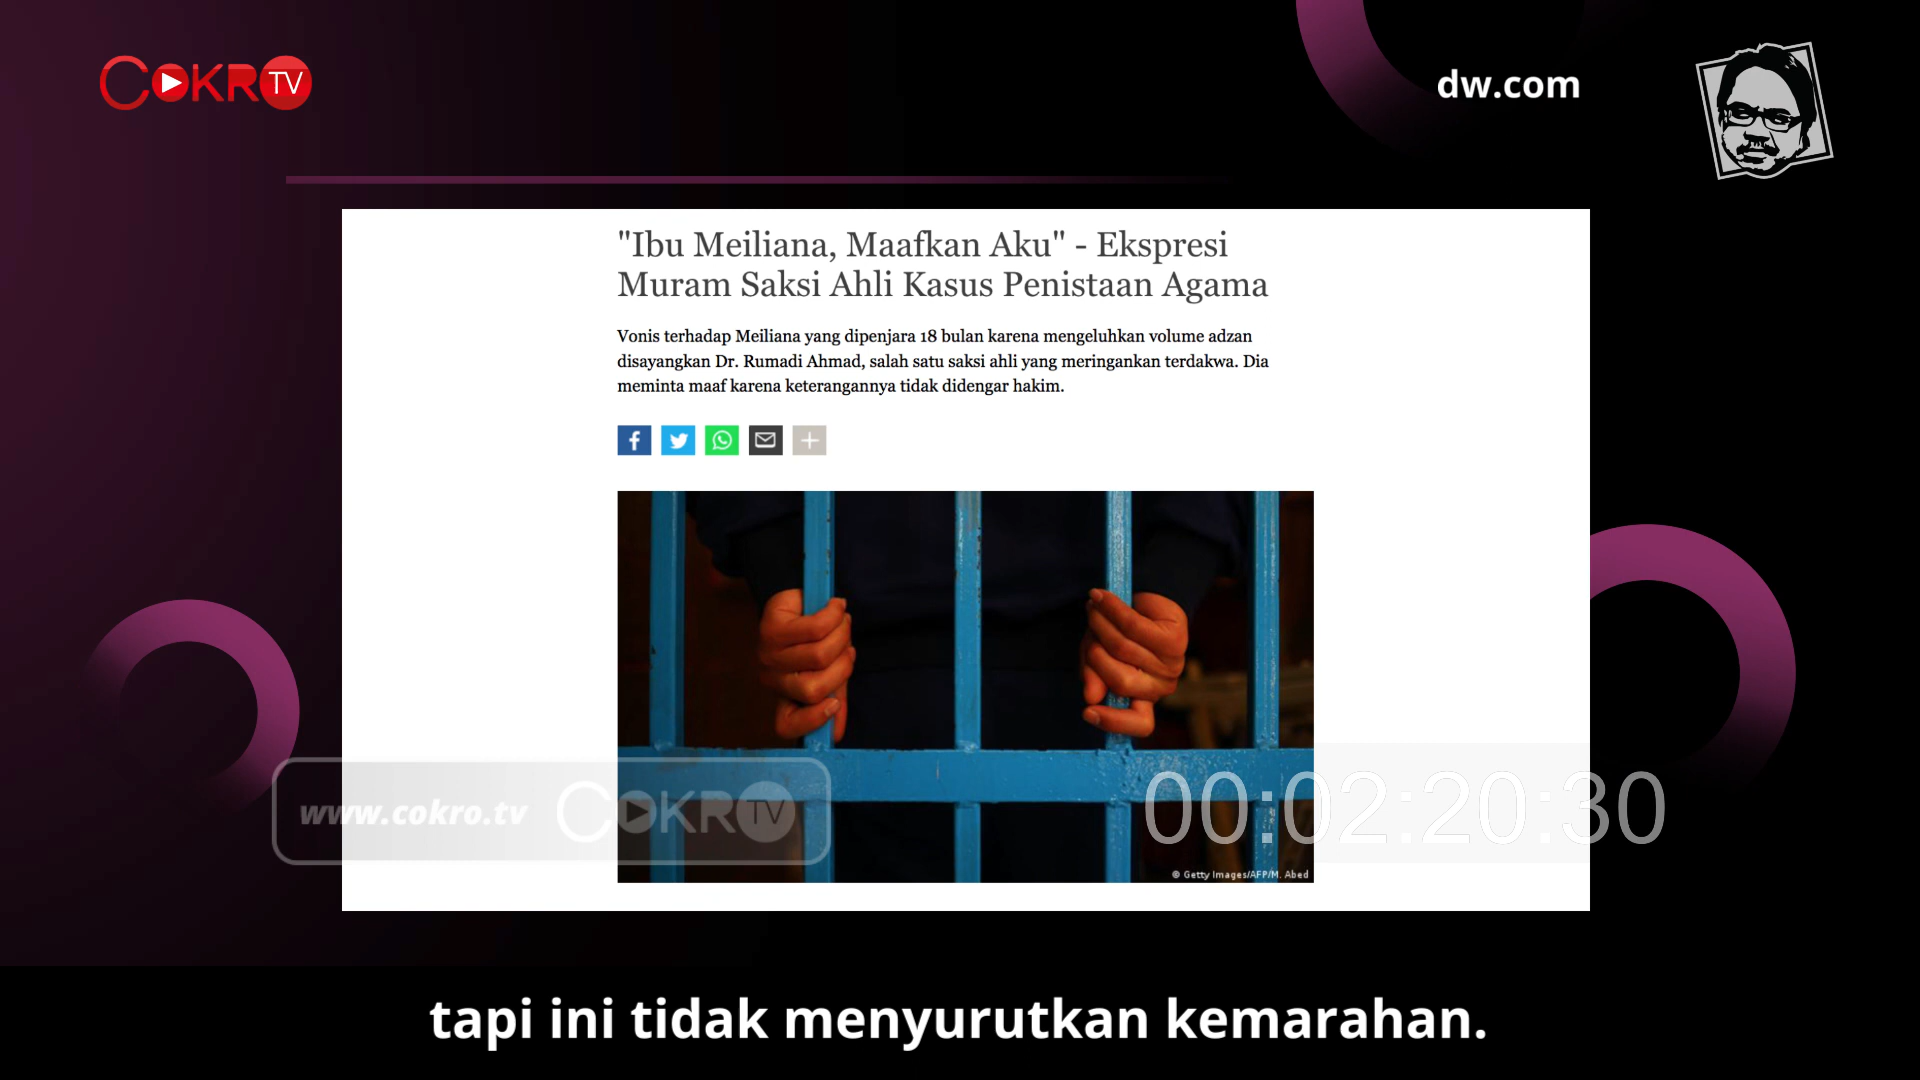 COKRO TV
dw.com
"Ibu Meiliana, Maafkan Aku" - Ekspresi
Muram Saksi Ahli Kasus Penistaan Agama
Vonis terhadap Meiliana yang dipenjara 18 bulan karena mengeluhkan volume adzan
disayangkan Dr. Rumadi Ahmad, salah satu saksi ahli yang meringankan terdakwa. Dia
meminta maaf karena keterangannya tidak didengar hakim.
© Getty Images/AFP/M. Abed
www.cokro.tv COKRO TV
00:02:20:30
tapi ini tidak menyurutkan kemarahan.